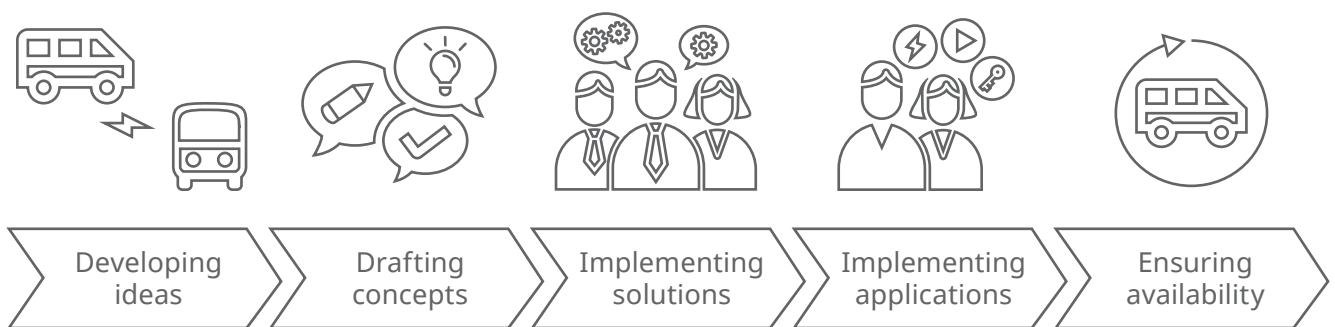 Developing
ideas
Drafting
concepts
Implementing
solutions
Implementing
applications
Ensuring
availability